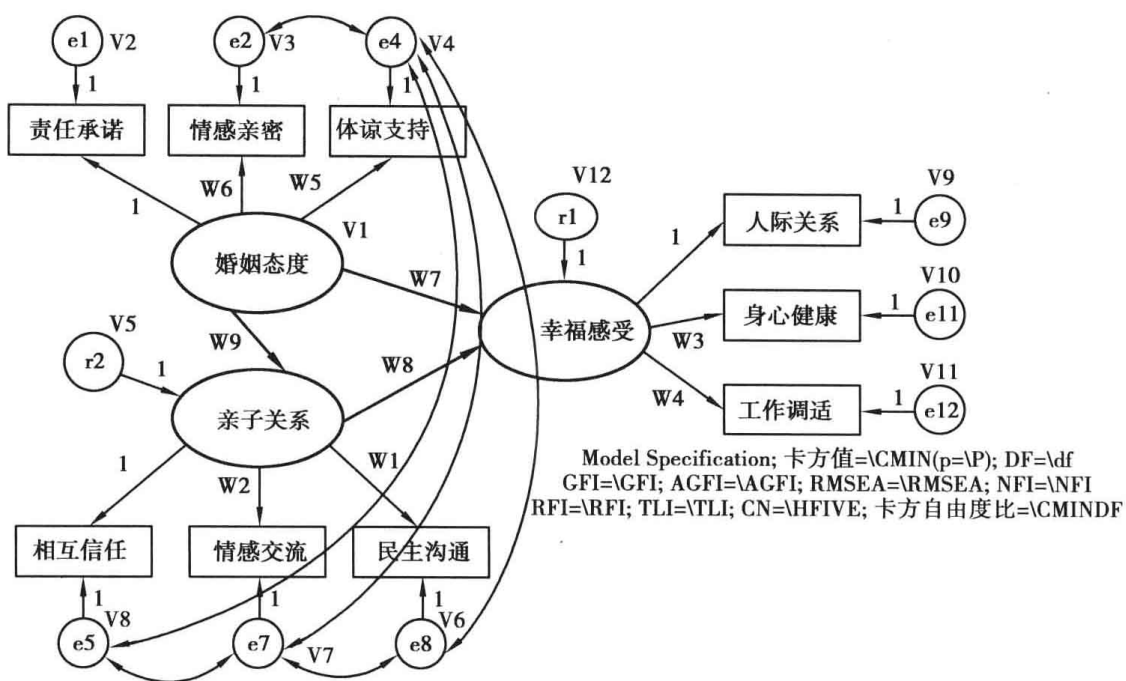 e1 V2 e2 V3 e4 V4
1 1 1
责任承诺 情感亲密 体谅支持
1 W6 W5
V12 V9
婚姻态度 V1 r1 人际关系 1 e9
1 1
W7
V10
V5 W9 幸福感受 身心健康 1 e11
r2 1 W8 W3
V11
亲子关系 W4 工作调适 1 e12
1 W2 W1
Model Specification; 卡方值=\CMIN(p=\P); DF=\df
GFI=\GFI; AGFI=\AGFI; RMSEA=\RMSEA; NFI=\NFI
RFI=\RFI; TLI=\TLI; CN=\HFIVE; 卡方自由度比=\CMINDF
相互信任 情感交流 民主沟通
1 1 1
e5 V8 e7 V7 e8 V6